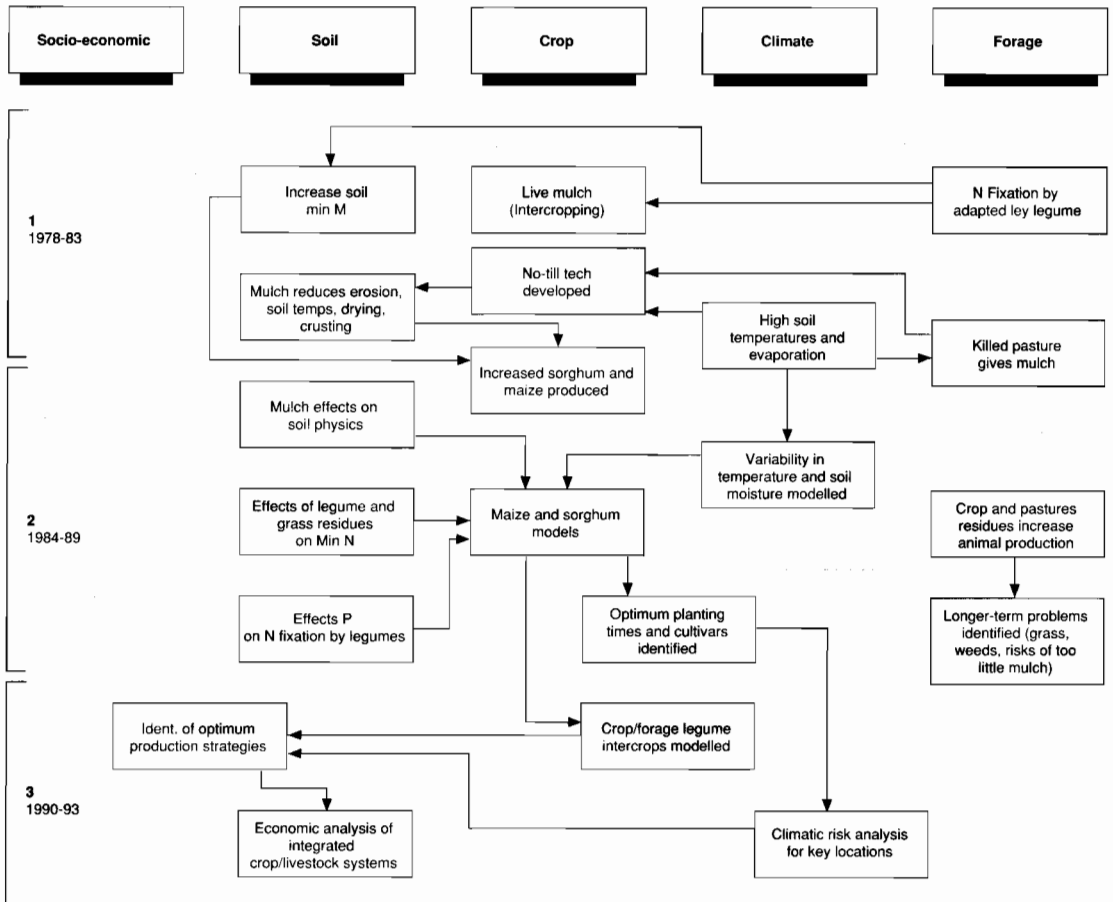 Socio-economic
Soil
Crop
Climate
Forage
1
1978-83
Increase soil
min M
Live mulch
(Intercropping)
N Fixation by
adapted ley legume
No-till tech
developed
Mulch reduces erosion,
soil temps, drying,
crusting
High soil
temperatures and
evaporation
Killed pasture
gives mulch
Increased sorghum and
maize produced
2
1984-89
Mulch effects on
soil physics
Variability in
temperature and soil
moisture modelled
Effects of legume and
grass residues
on Min N
Maize and sorghum
models
Crop and pastures
residues increase
animal production
Effects P
on N fixation by legumes
Optimum planting
times and cultivars
identified
Longer-term problems
identified (grass,
weeds, risks of too
little mulch)
3
1990-93
Ident. of optimum
production strategies
Crop/forage legume
intercrops modelled
Economic analysis of
integrated
crop/livestock systems
Climatic risk analysis
for key locations